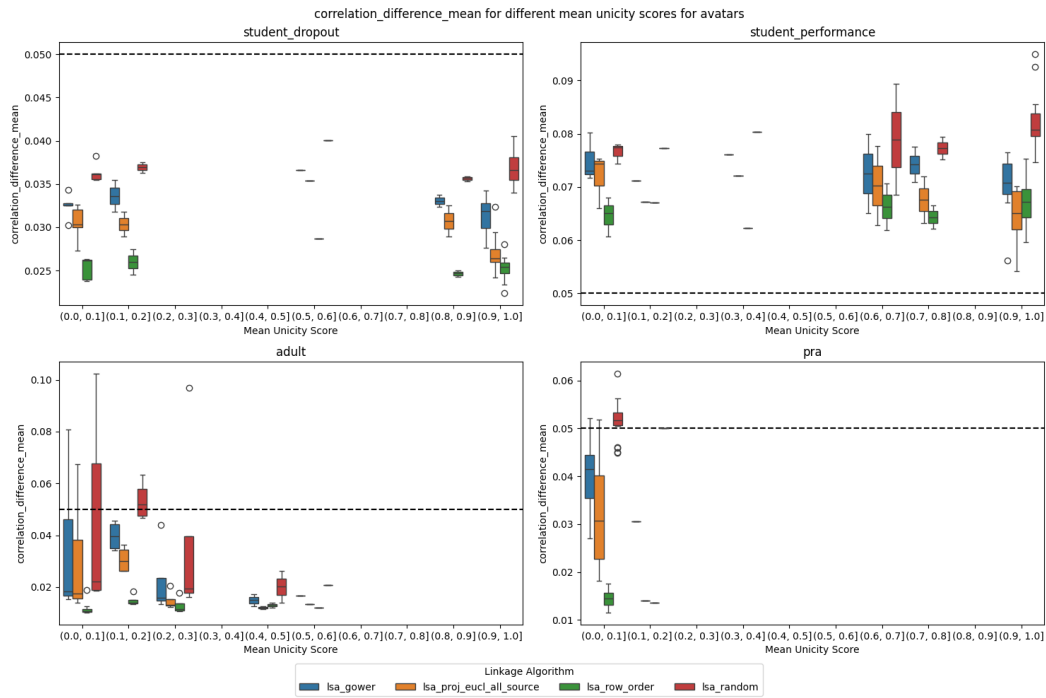 correlation_difference_mean for different mean unicity scores for avatars
student_dropout
correlation_difference_mean
0.050
0.045
0.040
0.035
0.030
0.025
(0.0, 0.1] (0.1, 0.2] (0.2, 0.3] (0.3, 0.4] (0.4, 0.5] (0.5, 0.6] (0.6, 0.7] (0.7, 0.8] (0.8, 0.9] (0.9, 1.0]
Mean Unicity Score
student_performance
correlation_difference_mean
0.09
0.08
0.07
0.06
0.05
(0.0, 0.1] (0.1, 0.2] (0.2, 0.3] (0.3, 0.4] (0.4, 0.5] (0.5, 0.6] (0.6, 0.7] (0.7, 0.8] (0.8, 0.9] (0.9, 1.0]
Mean Unicity Score
adult
correlation_difference_mean
0.10
0.08
0.06
0.04
0.02
(0.0, 0.1] (0.1, 0.2] (0.2, 0.3] (0.3, 0.4] (0.4, 0.5] (0.5, 0.6] (0.6, 0.7] (0.7, 0.8] (0.8, 0.9] (0.9, 1.0]
Mean Unicity Score
pra
correlation_difference_mean
0.06
0.05
0.04
0.03
0.02
0.01
(0.0, 0.1] (0.1, 0.2] (0.2, 0.3] (0.3, 0.4] (0.4, 0.5] (0.5, 0.6] (0.6, 0.7] (0.7, 0.8] (0.8, 0.9] (0.9, 1.0]
Mean Unicity Score
Linkage Algorithm
lsa_gower lsa_proj_eucl_all_source lsa_row_order lsa_random